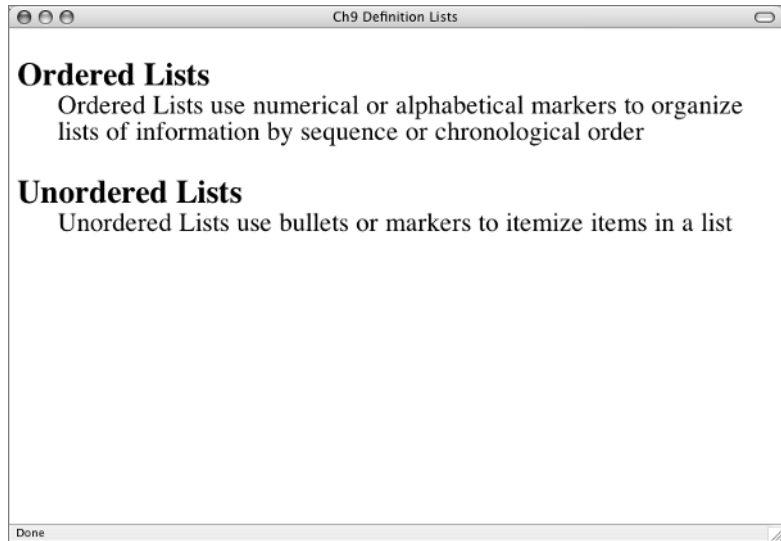 Ch9 Definition Lists
Ordered Lists
Ordered Lists use numerical or alphabetical markers to organize
lists of information by sequence or chronological order
Unordered Lists
Unordered Lists use bullets or markers to itemize items in a list
Done